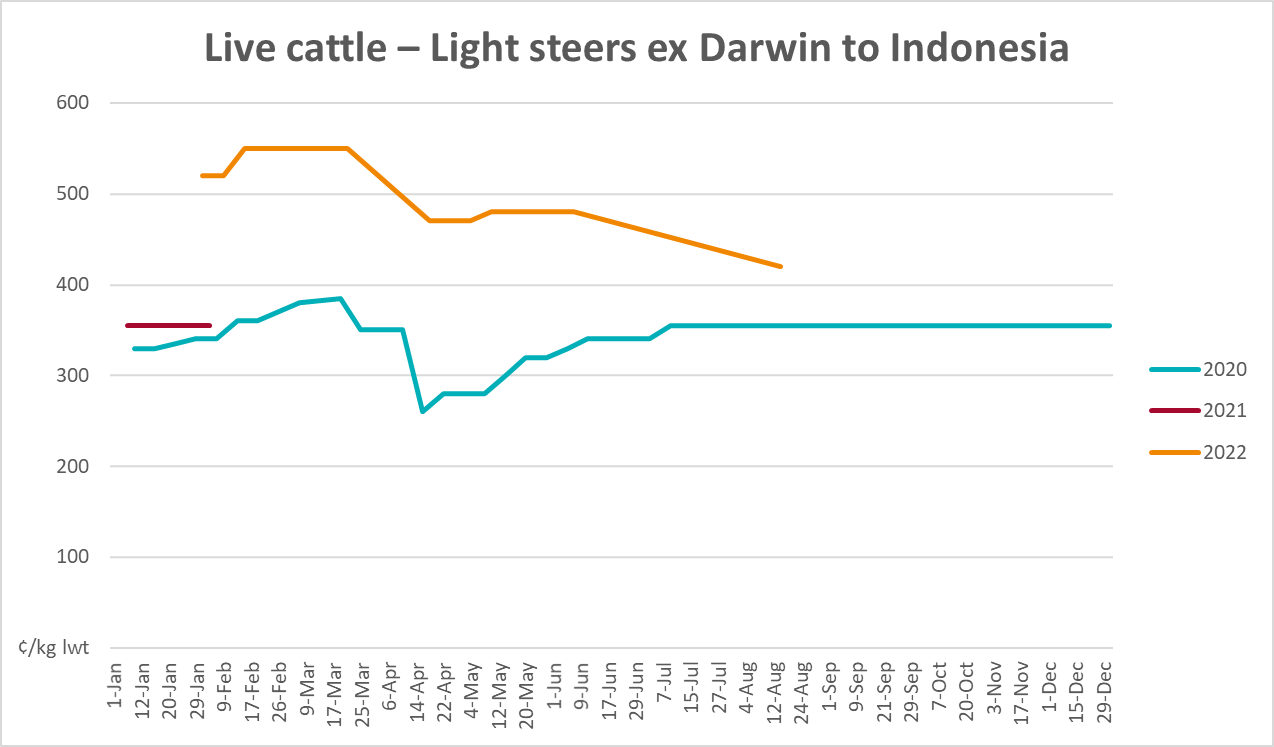 Live cattle – Light steers ex Darwin to Indonesia
600
500
400
300
200
100
¢/kg lwt
1-Jan
12-Jan
20-Jan
29-Jan
9-Feb
17-Feb
26-Feb
9-Mar
17-Mar
25-Mar
6-Apr
14-Apr
22-Apr
4-May
12-May
20-May
1-Jun
9-Jun
17-Jun
29-Jun
7-Jul
15-Jul
27-Jul
4-Aug
12-Aug
24-Aug
1-Sep
9-Sep
21-Sep
29-Sep
7-Oct
20-Oct
3-Nov
17-Nov
1-Dec
15-Dec
29-Dec
2020
2021
2022